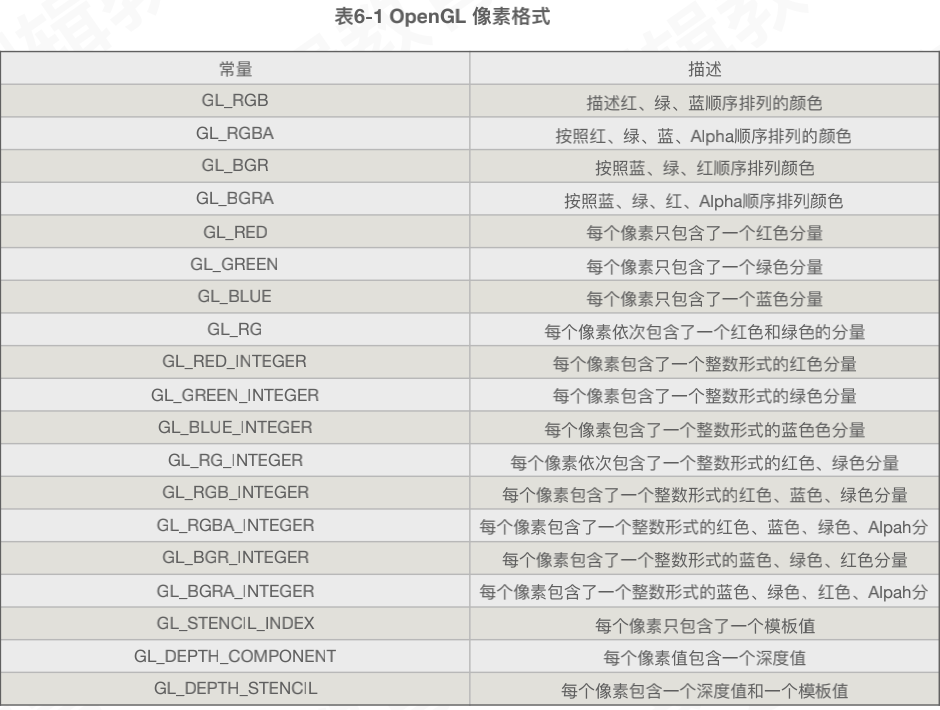 表6-1 OpenGL 像素格式
常量 描述
GL_RGB 描述红、绿、蓝顺序排列的颜色
GL_RGBA 按照红、绿、蓝、Alpha顺序排列的颜色
GL_BGR 按照蓝、绿、红顺序排列颜色
GL_BGRA 按照蓝、绿、红、Alpha顺序排列颜色
GL_RED 每个像素只包含了一个红色分量
GL_GREEN 每个像素只包含了一个绿色分量
GL_BLUE 每个像素只包含了一个蓝色分量
GL_RG 每个像素依次包含了一个红色和绿色的分量
GL_RED_INTEGER 每个像素包含了一个整数形式的红色分量
GL_GREEN_INTEGER 每个像素包含了一个整数形式的绿色分量
GL_BLUE_INTEGER 每个像素包含了一个整数形式的蓝色色分量
GL_RG_INTEGER 每个像素依次包含了一个整数形式的红色、绿色分量
GL_RGB_INTEGER 每个像素包含了一个整数形式的红色、蓝色、绿色分量
GL_RGBA_INTEGER 每个像素包含了一个整数形式的红色、蓝色、绿色、Alpah分
GL_BGR_INTEGER 每个像素包含了一个整数形式的蓝色、绿色、红色分量
GL_BGRA_INTEGER 每个像素包含了一个整数形式的蓝色、绿色、红色、Alpah分
GL_STENCIL_INDEX 每个像素只包含了一个模板值
GL_DEPTH_COMPONENT 每个像素值包含一个深度值
GL_DEPTH_STENCIL 每个像素包含一个深度值和一个模板值